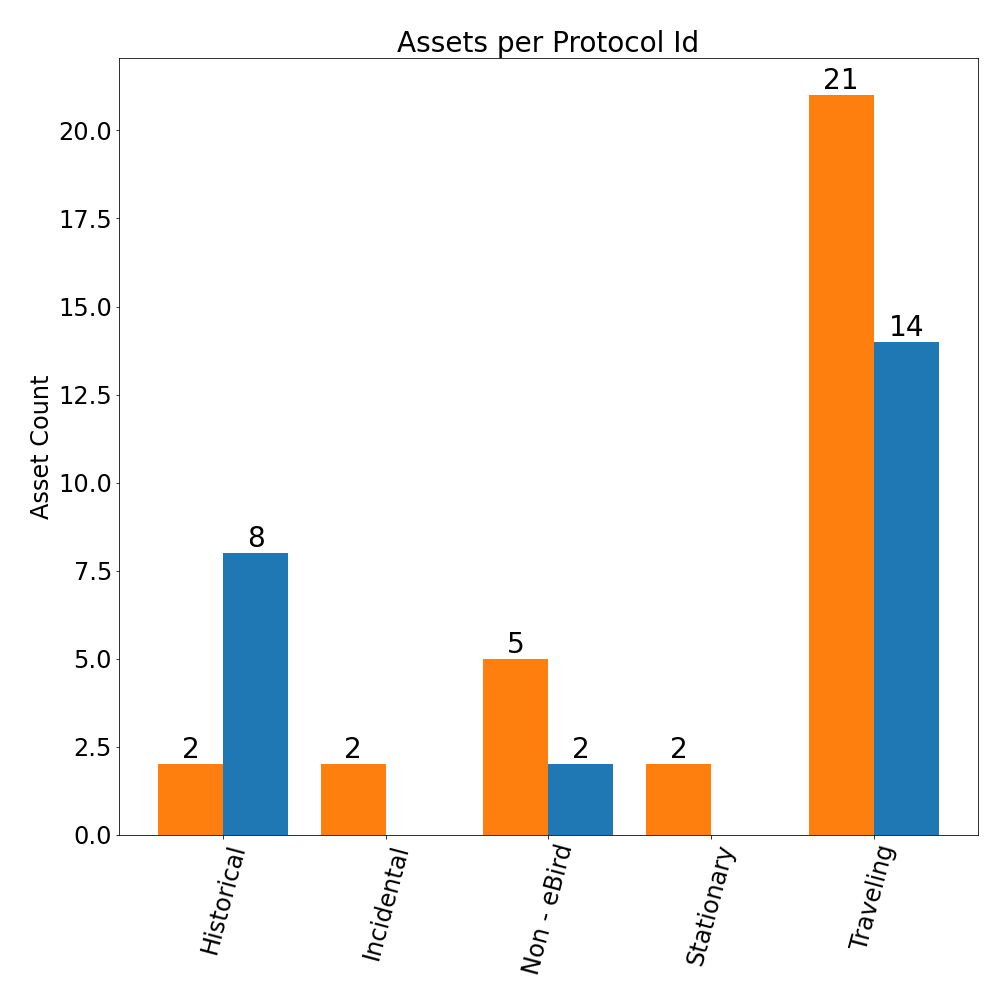 Assets per Protocol Id
Asset Count
20.0
17.5
15.0
12.5
10.0
7.5
5.0
2.5
0.0
2
8
2
5
2
2
21
14
Historical
Incidental
Non - eBird
Stationary
Traveling